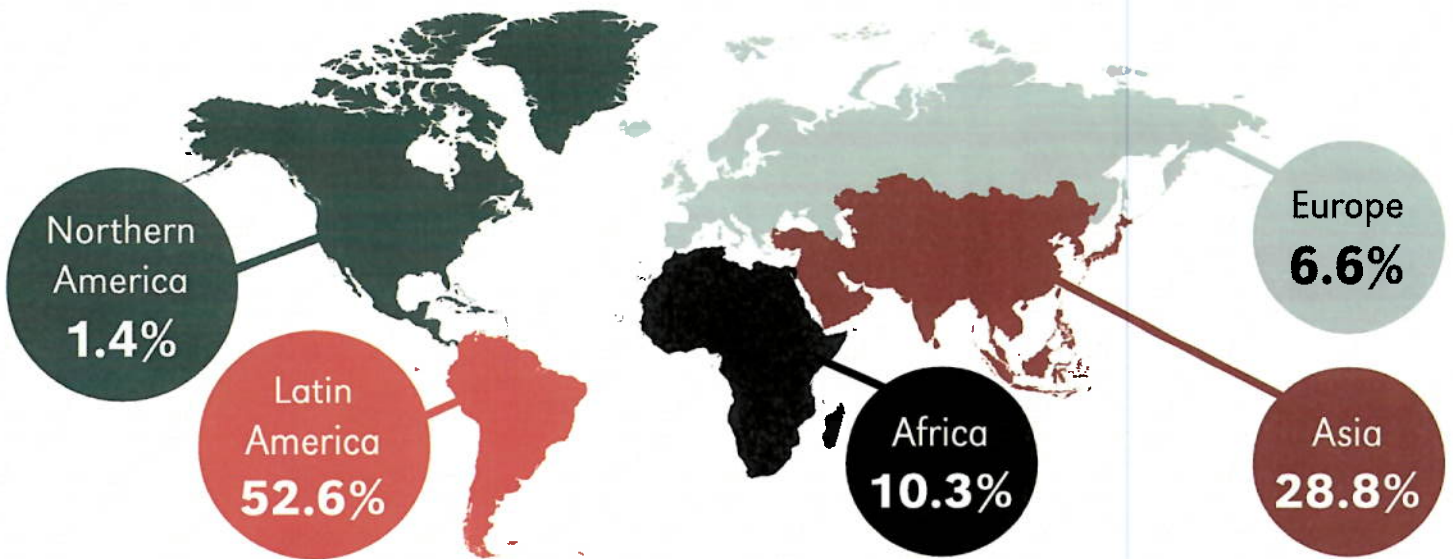 Northern
America
1.4%
Latin
America
52.6%
Africa
10.3%
Europe
6.6%
Asia
28.8%